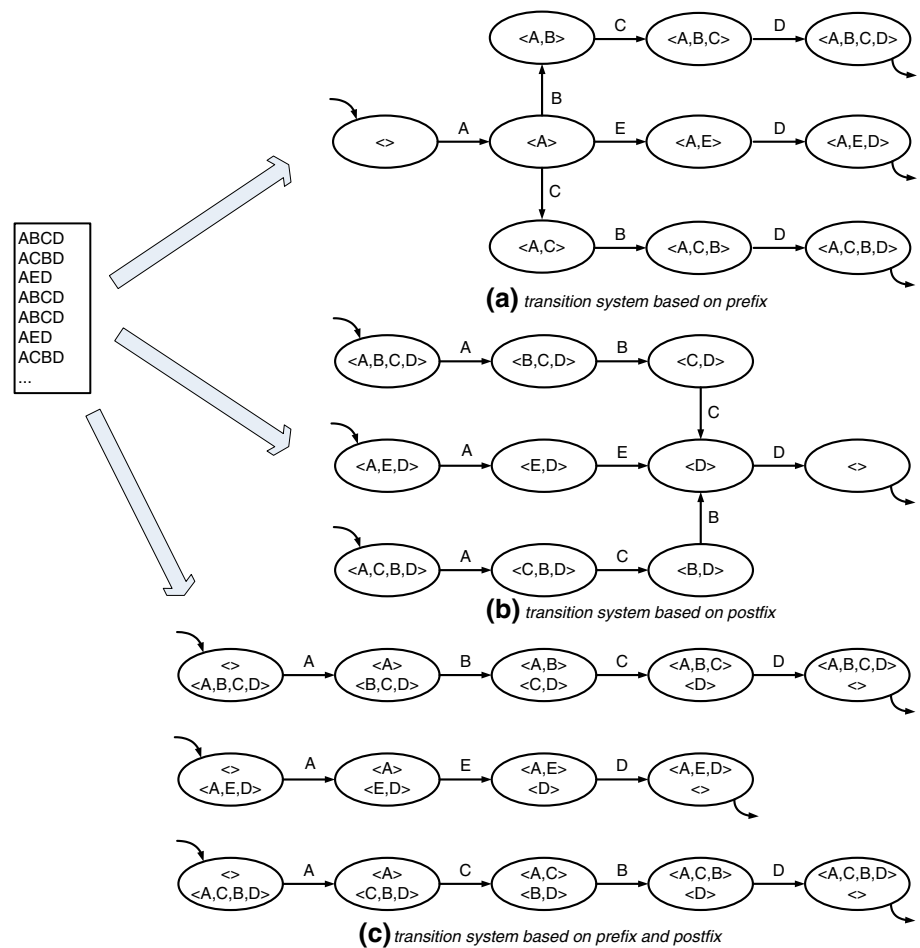 ABCD
ACBD
AED
ABCD
ABCD
AED
ACBD
...
<A,B> C <A,B,C> D <A,B,C,D>
B
<> A <A> E <A,E> D <A,E,D>
C
<A,C> B <A,C,B> D <A,C,B,D>
(a) transition system based on prefix
<A,B,C,D> A <B,C,D> B <C,D>
C
<A,E,D> A <E,D> E <D> D <>
B
<A,C,B,D> A <C,B,D> C <B,D>
(b) transition system based on postfix
<> A <A> B <A,B> C <A,B,C> D <A,B,C,D>
<A,B,C,D> <B,C,D> <C,D> <D> <>
<> A <A> E <A,E> D <A,E,D>
<A,E,D> <E,D> <D> <>
<> A <A> C <A,C> B <A,C,B> D <A,C,B,D>
<A,C,B,D> <C,B,D> <B,D> <D> <>
(c) transition system based on prefix and postfix